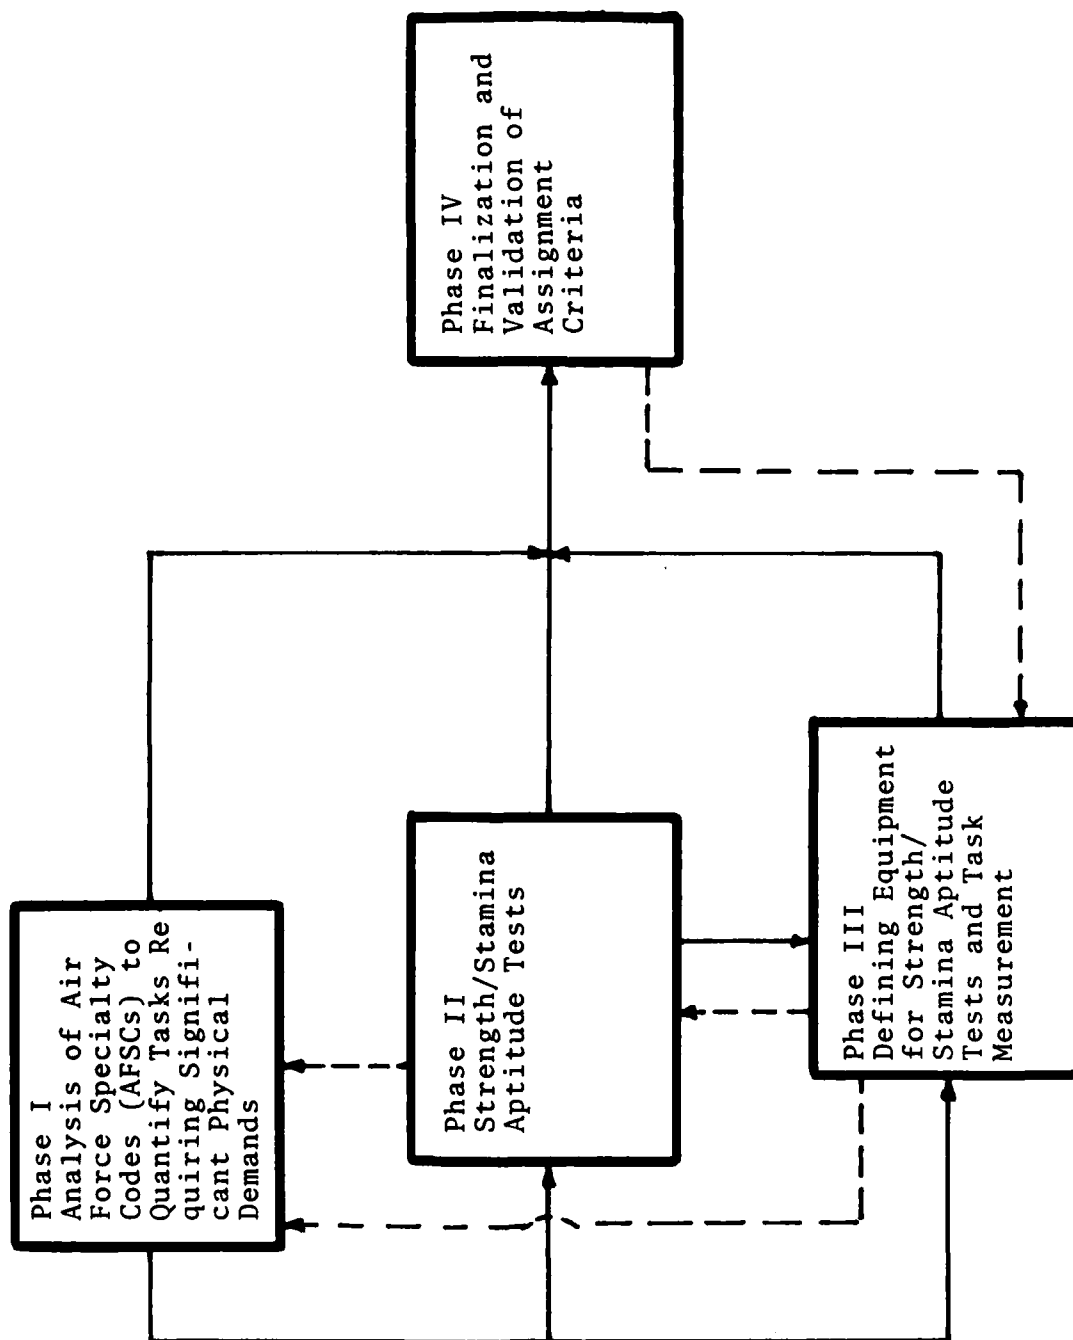 Phase I
Analysis of Air
Force Specialty
Codes (AFSCs) to
Quantify Tasks Re
quiring Signifi-
cant Physical
Demands
Phase II
Strength/Stamina
Aptitude Tests
Phase III
Defining Equipment
for Strength/
Stamina Aptitude
Tests and Task
Measurement
Phase IV
Finalization and
Validation of
Assignment
Criteria